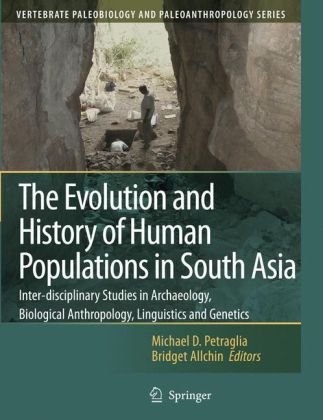 VERTEBRATE PALEOBIOLOGY AND PALEOANTHROPOLOGY SERIES
The Evolution and
History of Human
Populations in South Asia
Inter-disciplinary Studies in Archaeology,
Biological Anthropology, Linguistics and Genetics
Michael D. Petraglia
Bridget Allchin Editors
Springer